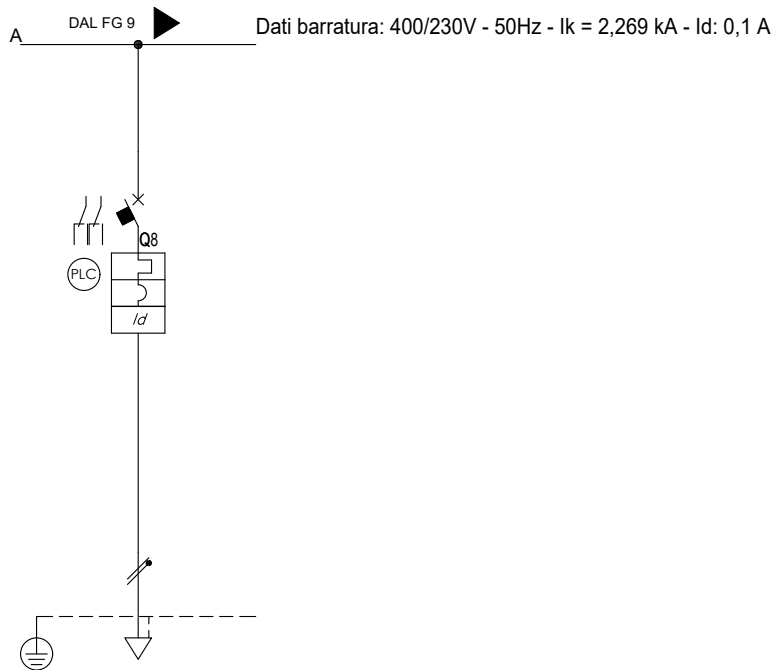 DAL FG 9
Dati barratura: 400/230V - 50Hz - Ik = 2,269 kA - Id: 0,1 A
A
Q8
PLC
Id